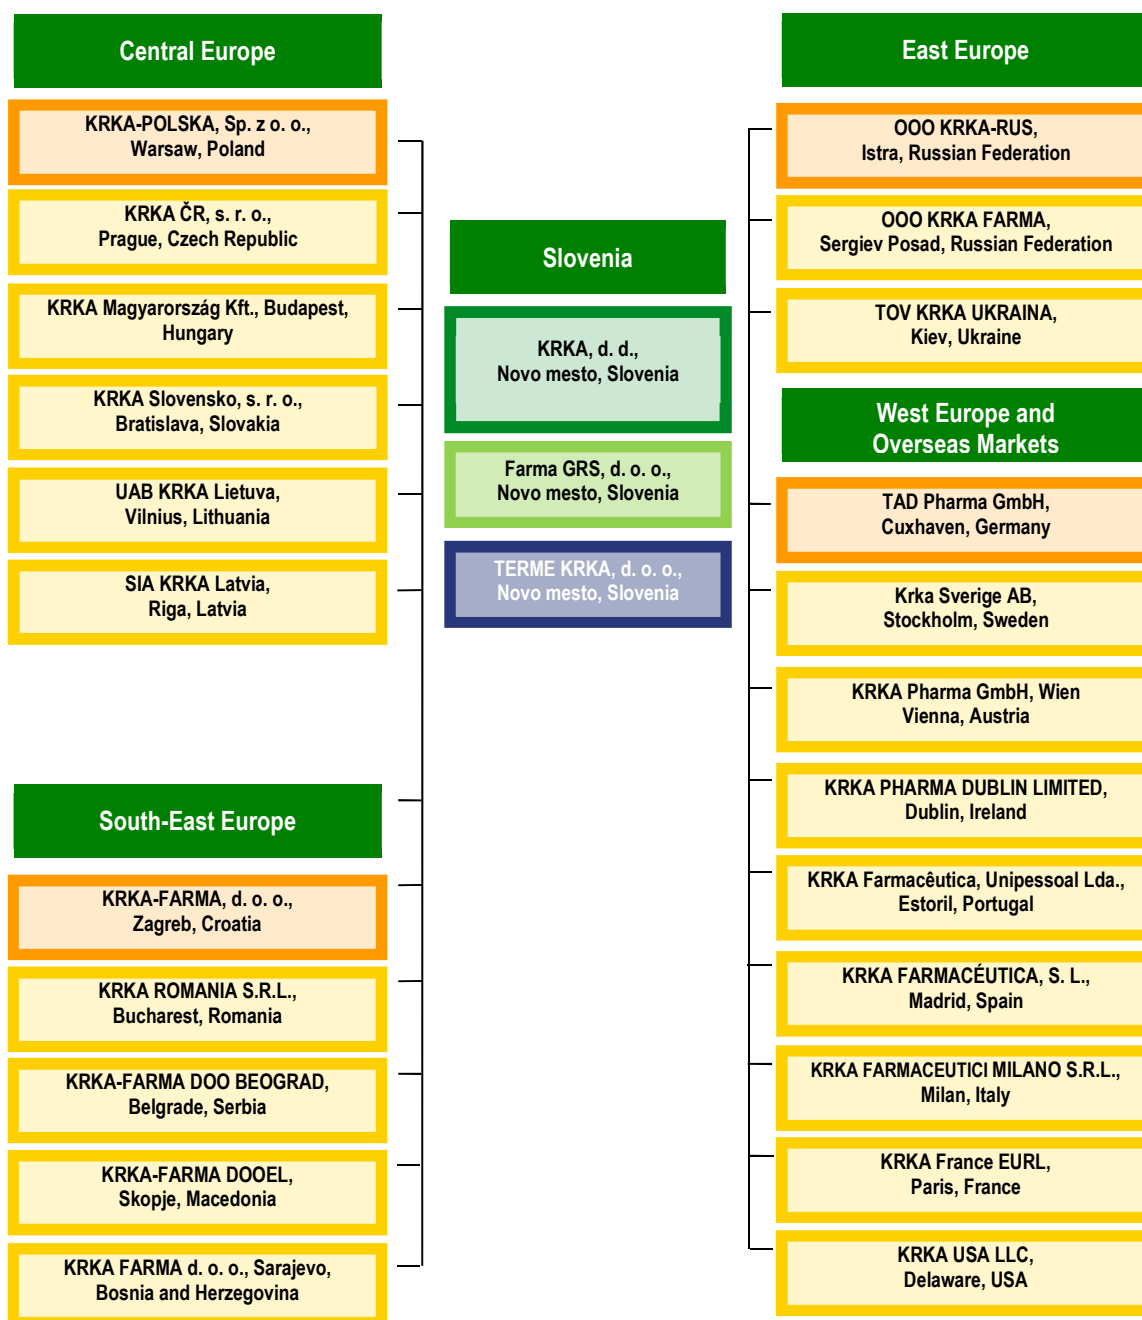 Central Europe
KRKA-POLSKA, Sp. z o. o.,
Warsaw, Poland
KRKA ČR, s. r. o.,
Prague, Czech Republic
KRKA Magyarország Kft., Budapest,
Hungary
KRKA Slovensko, s. r. o.,
Bratislava, Slovakia
UAB KRKA Lietuva,
Vilnius, Lithuania
SIA KRKA Latvia,
Riga, Latvia
South-East Europe
KRKA-FARMA, d. o. o.,
Zagreb, Croatia
KRKA ROMANIA S.R.L.,
Bucharest, Romania
KRKA-FARMA DOO BEOGRAD,
Belgrade, Serbia
KRKA-FARMA DOOEL,
Skopje, Macedonia
KRKA FARMA d. o. o., Sarajevo,
Bosnia and Herzegovina
Slovenia
KRKA, d. d.,
Novo mesto, Slovenia
Farma GRS, d. o. o.,
Novo mesto, Slovenia
TERME KRKA, d. o. o.,
Novo mesto, Slovenia
East Europe
OOO KRKA-RUS,
Istra, Russian Federation
OOO KRKA FARMA,
Sergiev Posad, Russian Federation
TOV KRKA UKRAINA,
Kiev, Ukraine
West Europe and
Overseas Markets
TAD Pharma GmbH,
Cuxhaven, Germany
Krka Sverige AB,
Stockholm, Sweden
KRKA Pharma GmbH, Wien
Vienna, Austria
KRKA PHARMA DUBLIN LIMITED,
Dublin, Ireland
KRKA Farmacêutica, Unipessoal Lda.,
Estoril, Portugal
KRKA FARMACÉUTICA, S. L.,
Madrid, Spain
KRKA FARMACEUTICI MILANO S.R.L.,
Milan, Italy
KRKA France EURL,
Paris, France
KRKA USA LLC,
Delaware, USA